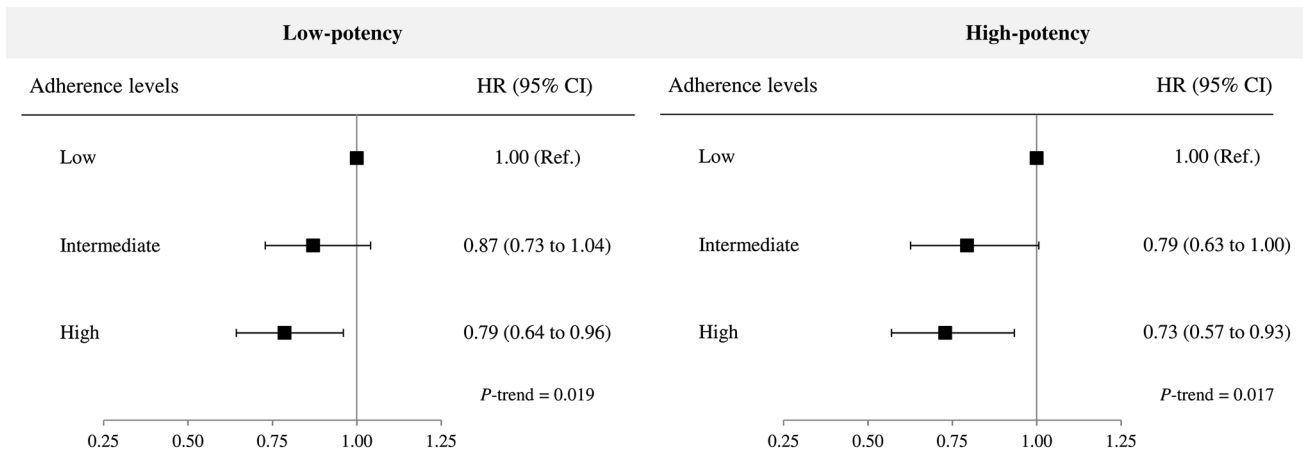 Low-potency
Adherence levels HR (95% CI)
Low 1.00 (Ref.)
Intermediate 0.87 (0.73 to 1.04)
High 0.79 (0.64 to 0.96)
P-trend = 0.019
0.25 0.50 0.75 1.00 1.25
High-potency
Adherence levels HR (95% CI)
Low 1.00 (Ref.)
Intermediate 0.79 (0.63 to 1.00)
High 0.73 (0.57 to 0.93)
P-trend = 0.017
0.25 0.50 0.75 1.00 1.25